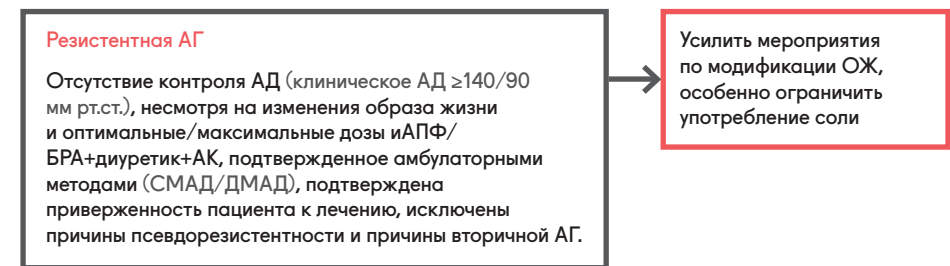 Резистентная АГ
Отсутствие контроля АД (клиническое АД ≥140/90
мм рт.ст.), несмотря на изменения образа жизни
и оптимальные/максимальные дозы иАПФ/
БРА+диуретик+АК, подтвержденное амбулаторными
методами (СМАД/ДМАД), подтверждена
приверженность пациента к лечению, исключены
причины псевдорезистентности и причины вторичной АГ.
Усилить мероприятия
по модификации ОЖ,
особенно ограничить
употребление соли